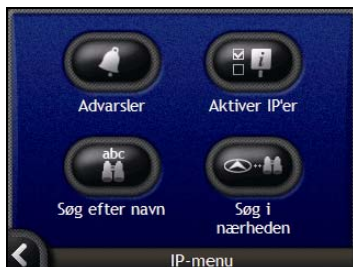 Advarsler
Aktiver IP'er
abc
Søg efter navn
i
Søg i
nærheden
IP-menu